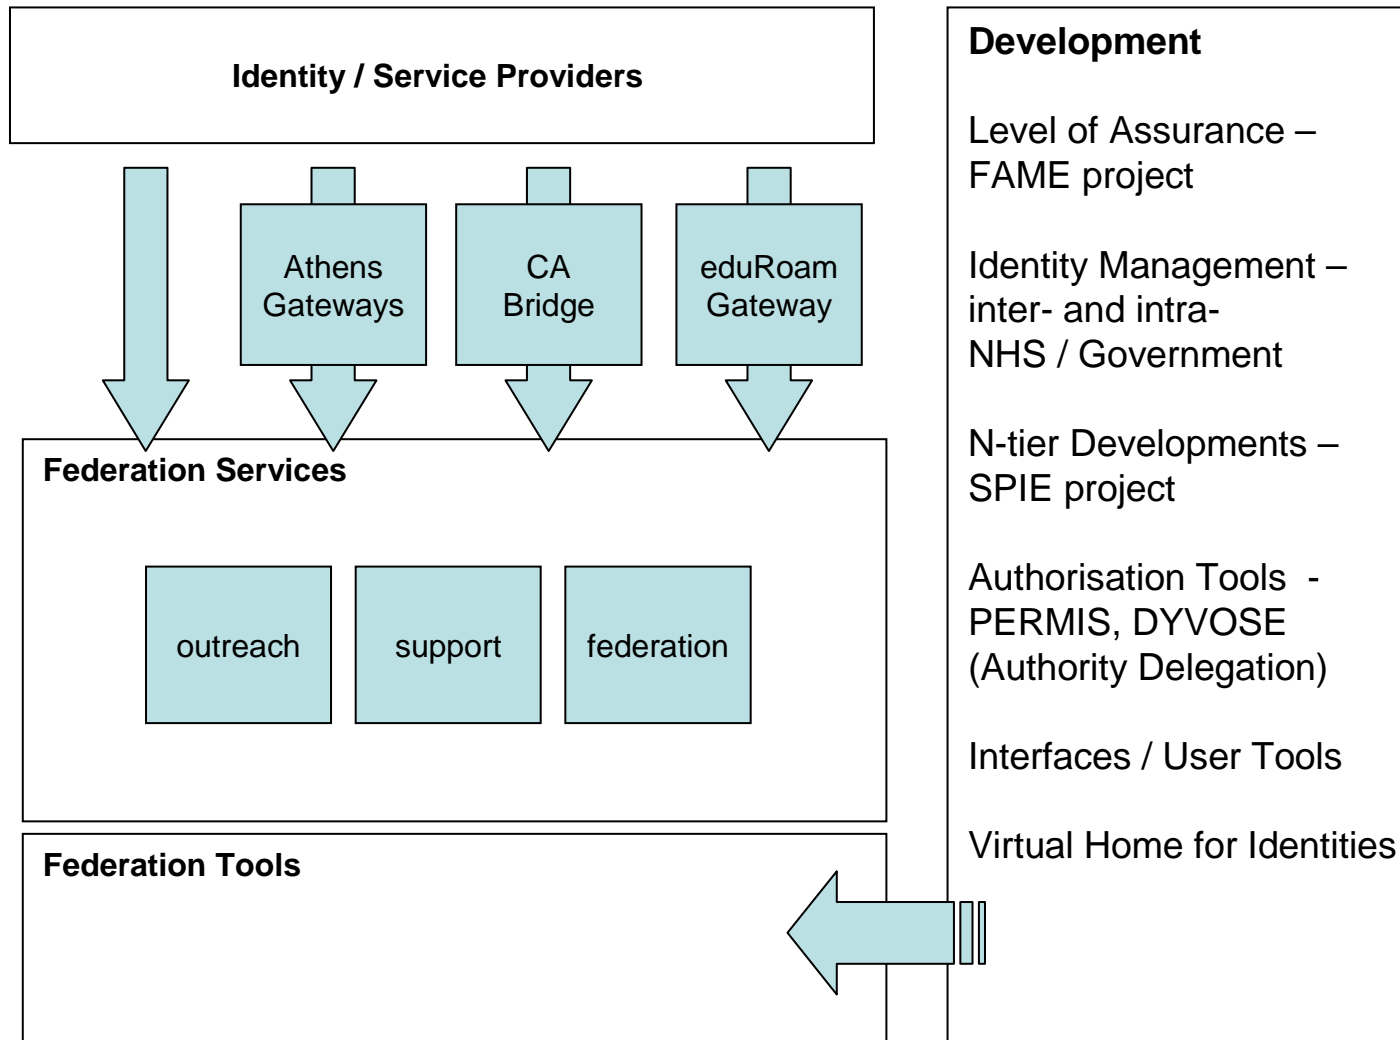 Identity / Service Providers
Athens
Gateways
CA
Bridge
eduRoam
Gateway
Federation Services
outreach
support
federation
Federation Tools
Development
Level of Assurance –
FAME project
Identity Management –
inter- and intra-
NHS / Government
N-tier Developments –
SPIE project
Authorisation Tools -
PERMIS, DYVOSE
(Authority Delegation)
Interfaces / User Tools
Virtual Home for Identities